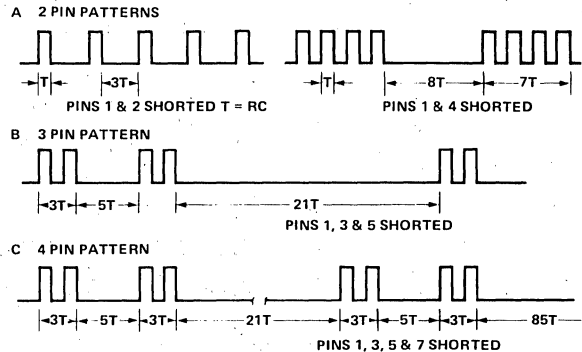 A 2 PIN PATTERNS
T 3T T 8T 7T
PINS 1 & 2 SHORTED T = RC PINS 1 & 4 SHORTED
B 3 PIN PATTERN
3T 5T 21T
PINS 1, 3 & 5 SHORTED
C 4 PIN PATTERN
3T 5T 3T 21T 3T 5T 3T 85T
PINS 1, 3, 5 & 7 SHORTED